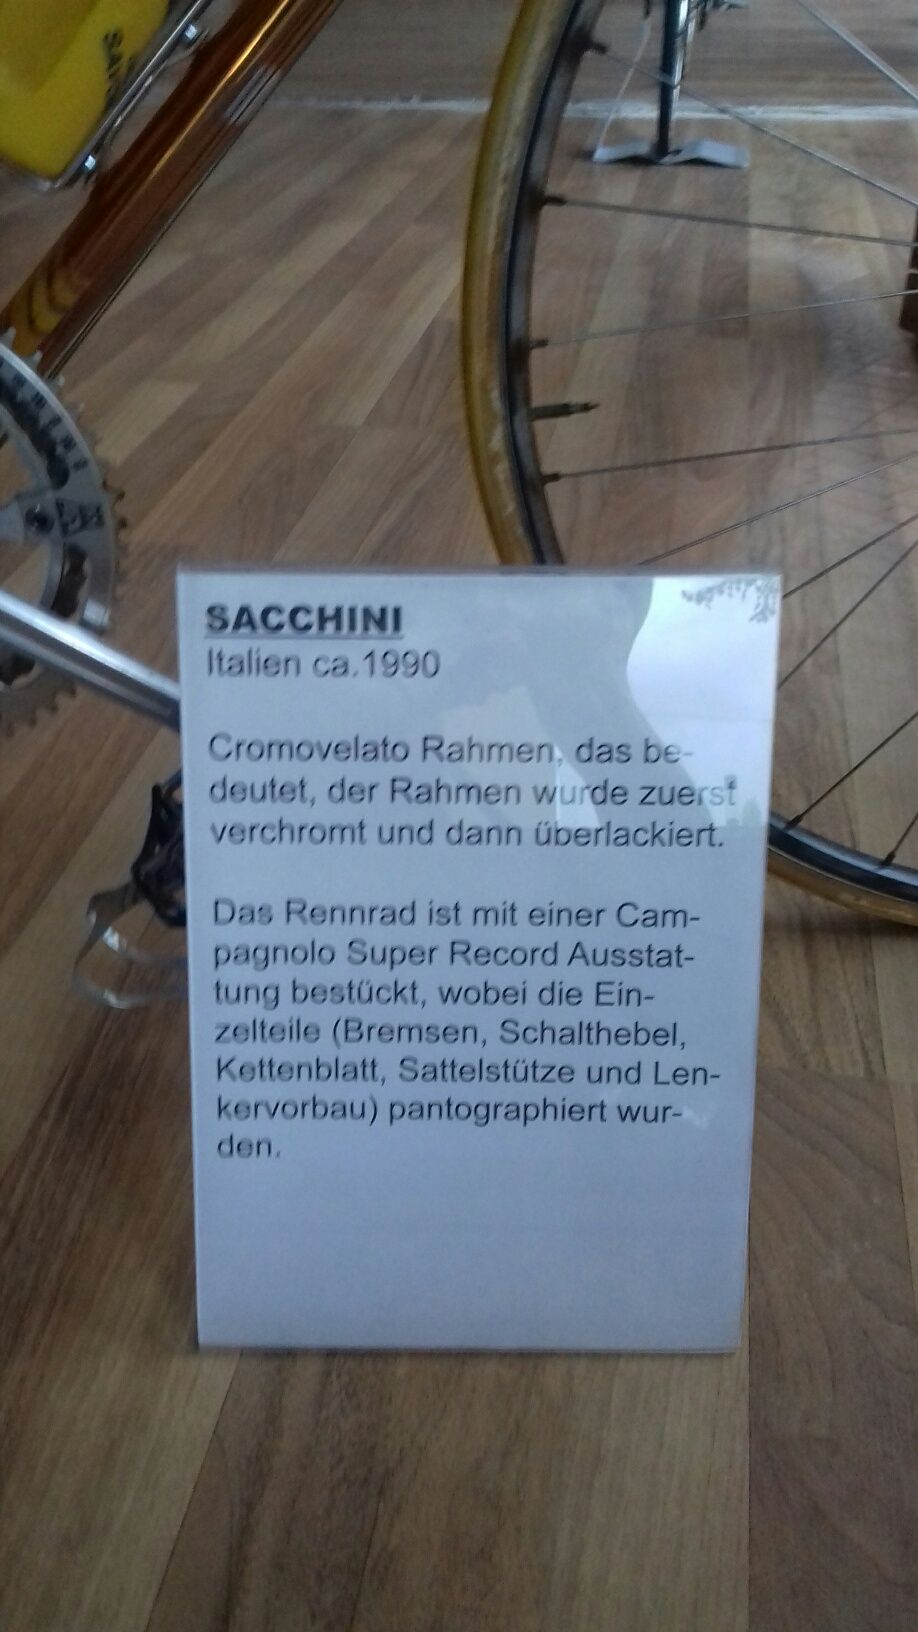 SACCHINI
Italien ca.1990
Cromovelato Rahmen, das be-
deutet, der Rahmen wurde zuerst
verchromt und dann überlackiert.
Das Rennrad ist mit einer Cam-
pagnolo Super Record Ausstat-
tung bestückt, wobei die Ein-
zelteile (Bremsen, Schalthebel,
Kettenblatt, Sattelstütze und Len-
kervorbau) pantographiert wur-
den.